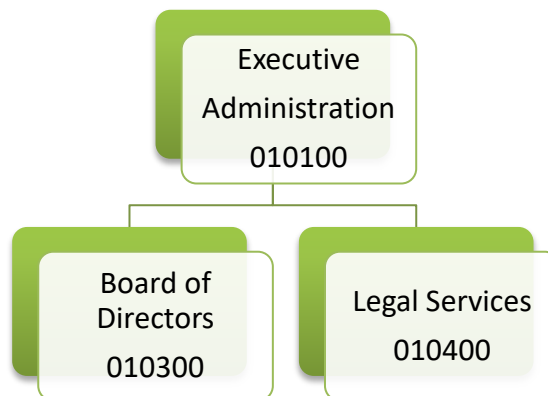 Executive
Administration
010100
Board of
Directors
010300
Legal Services
010400